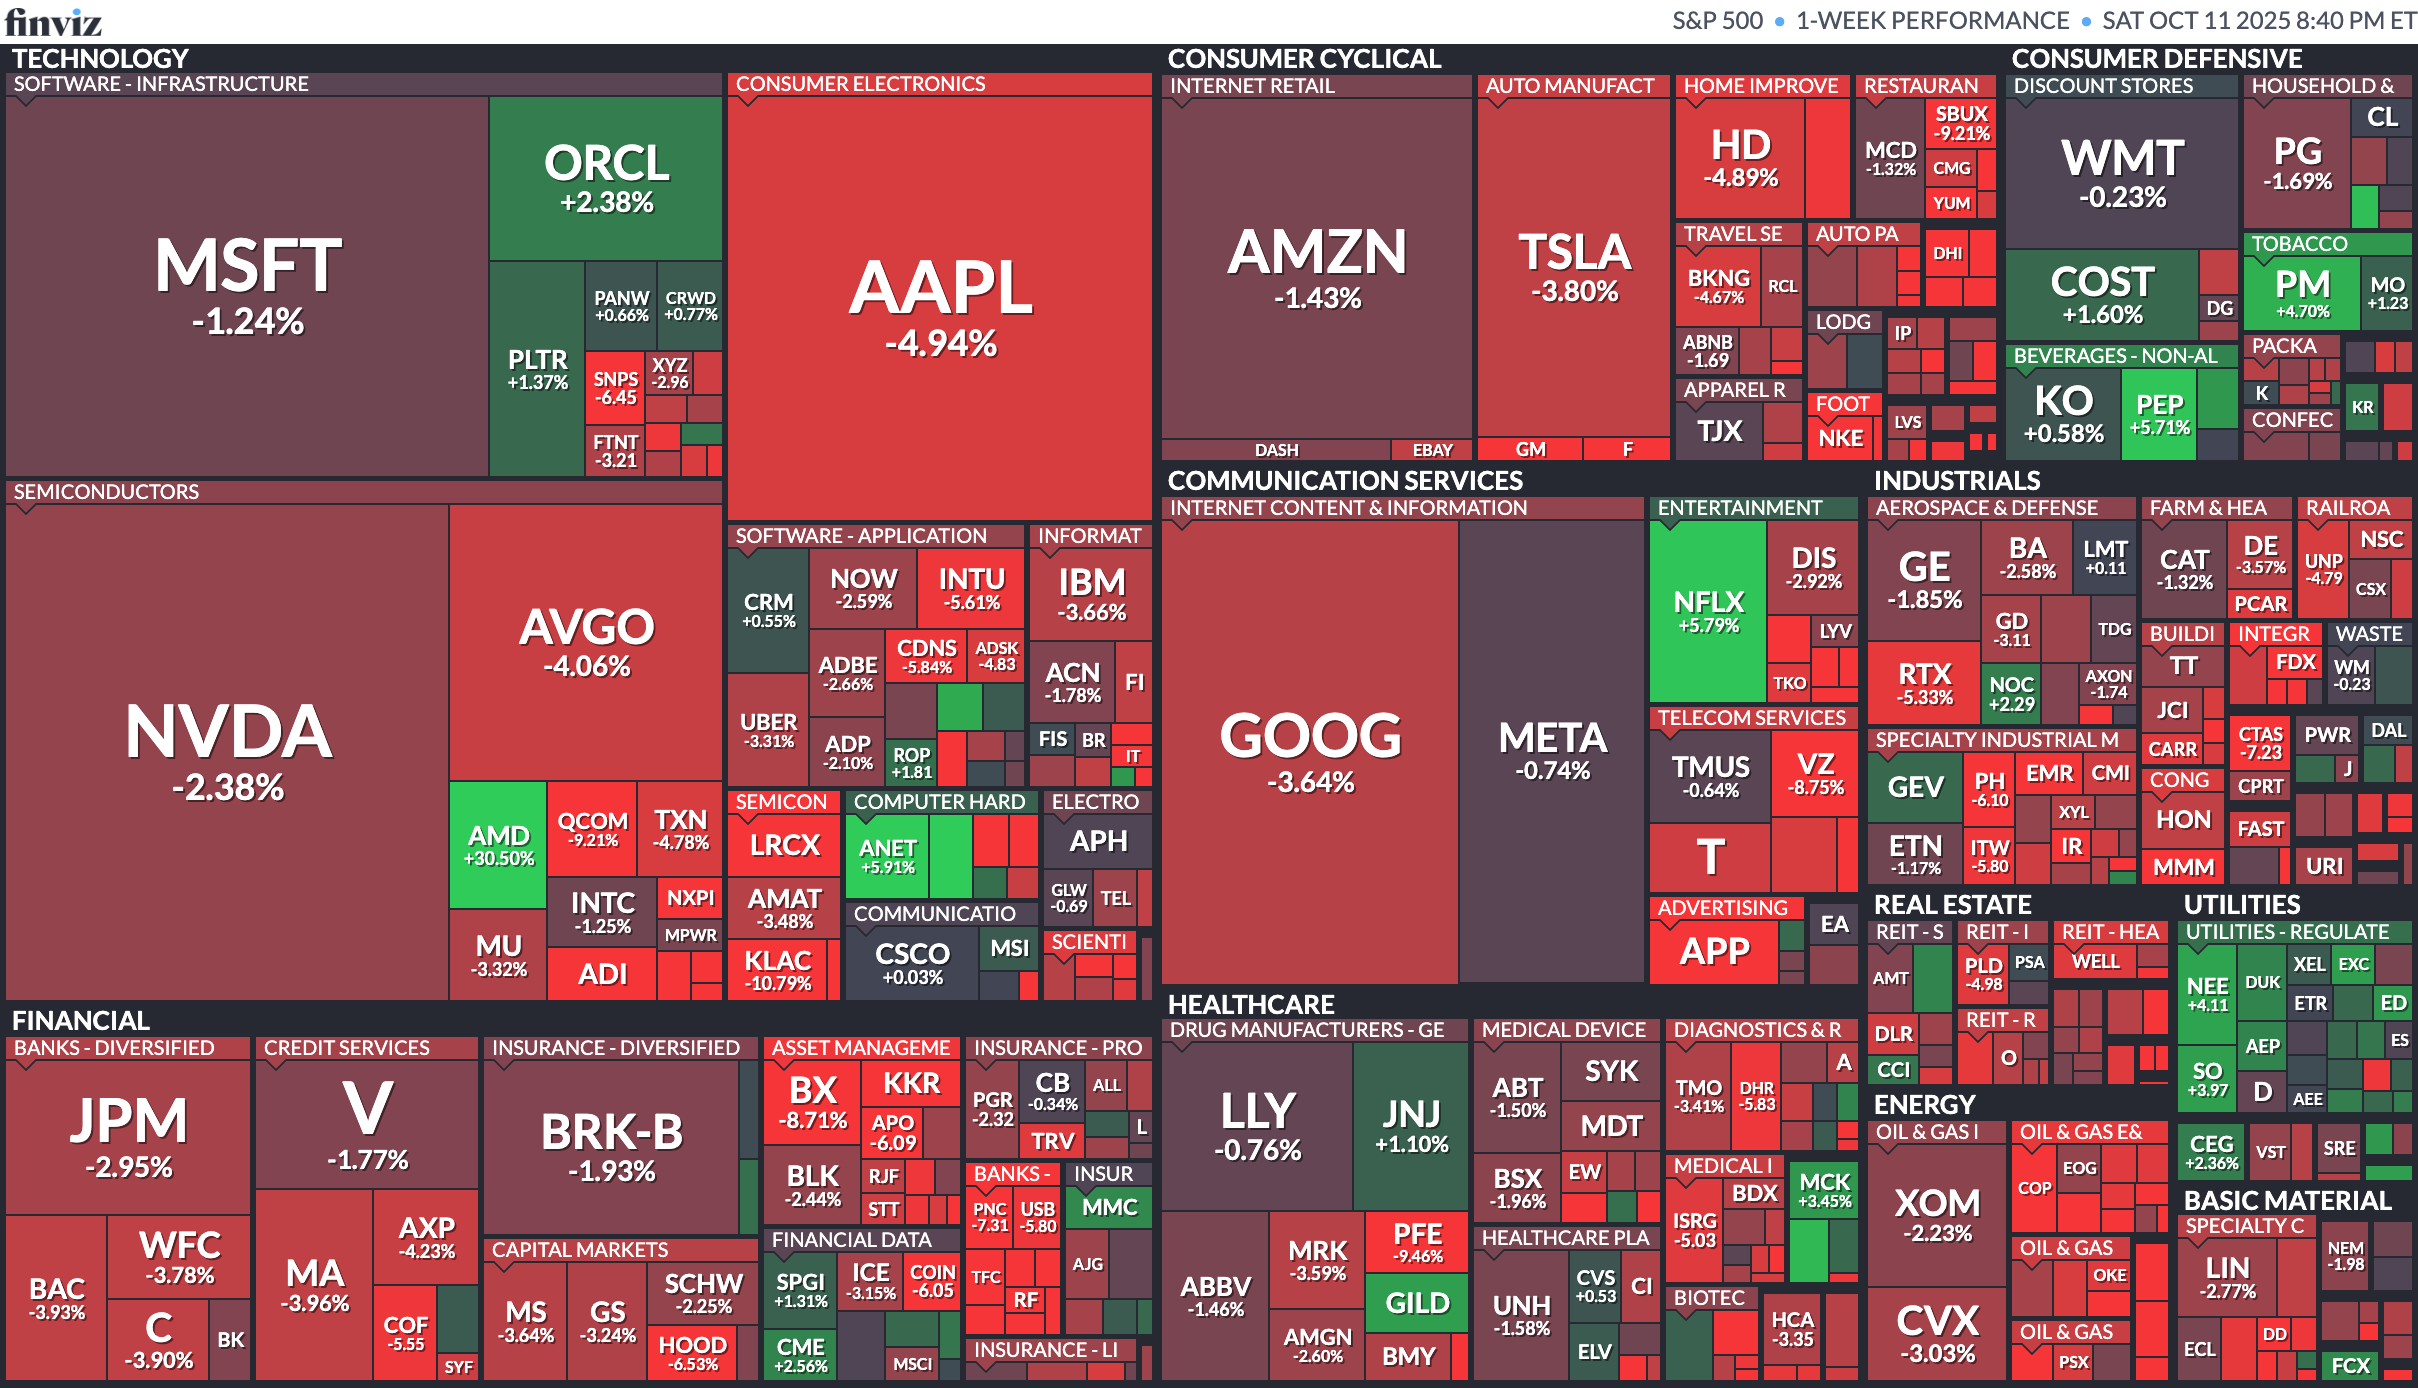 finviz
S&P 500 • 1-WEEK PERFORMANCE • SAT OCT 11 2025 8:40 PM ET
TECHNOLOGY
SOFTWARE - INFRASTRUCTURE
MSFT
-1.24%
ORCL
+2.38%
PLTR
+1.37%
PANW
+0.66%
CRWD
+0.77%
SNPS
-6.45
XYZ
-2.96
FTNT
-3.21
CONSUMER ELECTRONICS
AAPL
-4.94%
SEMICONDUCTORS
NVDA
-2.38%
AVGO
-4.06%
AMD
+30.50%
QCOM
-9.21%
TXN
-4.78%
MU
-3.32%
INTC
-1.25%
NXPI
MPWR
ADI
SOFTWARE - APPLICATION
CRM
+0.55%
NOW
-2.59%
INTU
-5.61%
UBER
-3.31%
ADBE
-2.66%
CDNS
-5.84%
ADSK
-4.83
ADP
-2.10%
ROP
+1.81
INFORMAT
IBM
-3.66%
ACN
-1.78%
FI
FIS
BR
IT
SEMICON
LRCX
AMAT
-3.48%
KLAC
-10.79%
COMPUTER HARD
ANET
+5.91%
COMMUNICATIO
CSCO
+0.03%
MSI
ELECTRO
APH
GLW
-0.69
TEL
SCIENTI
FINANCIAL
BANKS - DIVERSIFIED
JPM
-2.95%
BAC
-3.93%
WFC
-3.78%
C
-3.90%
BK
CREDIT SERVICES
V
-1.77%
MA
-3.96%
AXP
-4.23%
COF
-5.55
SYF
INSURANCE - DIVERSIFIED
BRK-B
-1.93%
CAPITAL MARKETS
MS
-3.64%
GS
-3.24%
SCHW
-2.25%
HOOD
-6.53%
ASSET MANAGEME
BX
-8.71%
KKR
APO
-6.09
BLK
-2.44%
RJF
STT
FINANCIAL DATA
SPGI
+1.31%
ICE
-3.15%
COIN
-6.05
CME
+2.56%
MSCI
INSURANCE - PRO
PGR
-2.32
CB
-0.34%
ALL
TRV
L
BANKS -
PNC
-7.31
USB
-5.80
TFC
RF
INSUR
MMC
AJG
INSURANCE - LI
CONSUMER CYCLICAL
INTERNET RETAIL
AMZN
-1.43%
DASH
EBAY
AUTO MANUFACT
TSLA
-3.80%
GM
F
HOME IMPROVE
HD
-4.89%
RESTAURAN
MCD
-1.32%
SBUX
-9.21%
CMG
YUM
TRAVEL SE
BKNG
-4.67%
RCL
ABNB
-1.69
AUTO PA
DHI
LODG
IP
APPAREL R
TJX
FOOT
NKE
LVS
CONSUMER DEFENSIVE
DISCOUNT STORES
WMT
-0.23%
COST
+1.60%
DG
HOUSEHOLD &
PG
-1.69%
CL
TOBACCO
PM
+4.70%
MO
+1.23
BEVERAGES - NON-AL
KO
+0.58%
PEP
+5.71%
PACKA
K
KR
CONFEC
COMMUNICATION SERVICES
INTERNET CONTENT & INFORMATION
GOOG
-3.64%
META
-0.74%
ENTERTAINMENT
NFLX
+5.79%
DIS
-2.92%
LYV
TKO
TELECOM SERVICES
TMUS
-0.64%
VZ
-8.75%
T
ADVERTISING
APP
EA
INDUSTRIALS
AEROSPACE & DEFENSE
GE
-1.85%
BA
-2.58%
LMT
+0.11
RTX
-5.33%
GD
-3.11
TDG
NOC
+2.29
AXON
-1.74
FARM & HEA
CAT
-1.32%
DE
-3.57%
PCAR
RAILROA
UNP
-4.79
NSC
CSX
BUILDI
TT
JCI
CARR
INTEGR
FDX
WASTE
WM
-0.23
SPECIALTY INDUSTRIAL M
GEV
PH
-6.10
EMR
CMI
XYL
ETN
-1.17%
ITW
-5.80
IR
CONG
HON
MMM
CTAS
-7.23
CPRT
FAST
PWR
J
DAL
URI
HEALTHCARE
DRUG MANUFACTURERS - GE
LLY
-0.76%
JNJ
+1.10%
ABBV
-1.46%
MRK
-3.59%
PFE
-9.46%
GILD
AMGN
-2.60%
BMY
MEDICAL DEVICE
ABT
-1.50%
SYK
MDT
BSX
-1.96%
EW
HEALTHCARE PLA
UNH
-1.58%
CVS
+0.53
CI
ELV
DIAGNOSTICS & R
TMO
-3.41%
DHR
-5.83
A
MEDICAL I
ISRG
-5.03
BDX
MCK
+3.45%
BIOTEC
HCA
-3.35
REAL ESTATE
REIT - S
AMT
DLR
CCI
REIT - I
PLD
-4.98
PSA
REIT - HEA
WELL
REIT - R
O
UTILITIES
UTILITIES - REGULATE
NEE
+4.11
DUK
XEL
EXC
ETR
ED
SO
+3.97
AEP
ES
D
AEE
CEG
+2.36%
VST
SRE
ENERGY
OIL & GAS I
XOM
-2.23%
CVX
-3.03%
OIL & GAS E&
COP
EOG
OIL & GAS
OKE
OIL & GAS
PSX
BASIC MATERIAL
SPECIALTY C
LIN
-2.77%
ECL
DD
NEM
-1.98
FCX